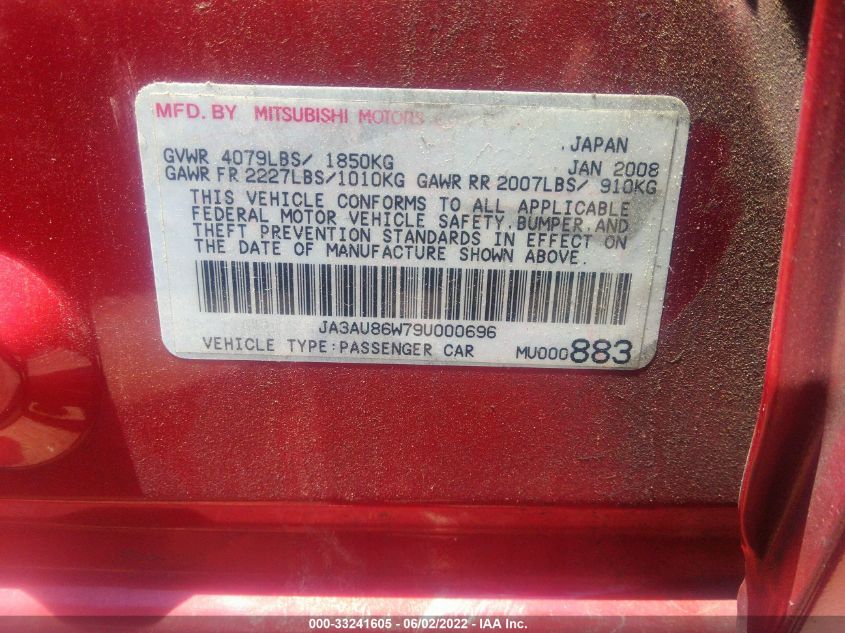 MFD. BY MITSUBISHI MOTORS
JAPAN
GVWR 4079LBS/ 1850KG JAN 2008
GAWR FR 2227LBS/1010KG GAWR RR 2007LBS/ 910KG
THIS VEHICLE CONFORMS TO ALL APPLICABLE
FEDERAL MOTOR VEHICLE SAFETY, BUMPER, AND
THEFT PREVENTION STANDARDS IN EFFECT ON
THE DATE OF MANUFACTURE SHOWN ABOVE.
JA3AU86W79U000696
VEHICLE TYPE:PASSENGER CAR MU000883
000-33241605 - 06/02/2022 - IAA Inc.